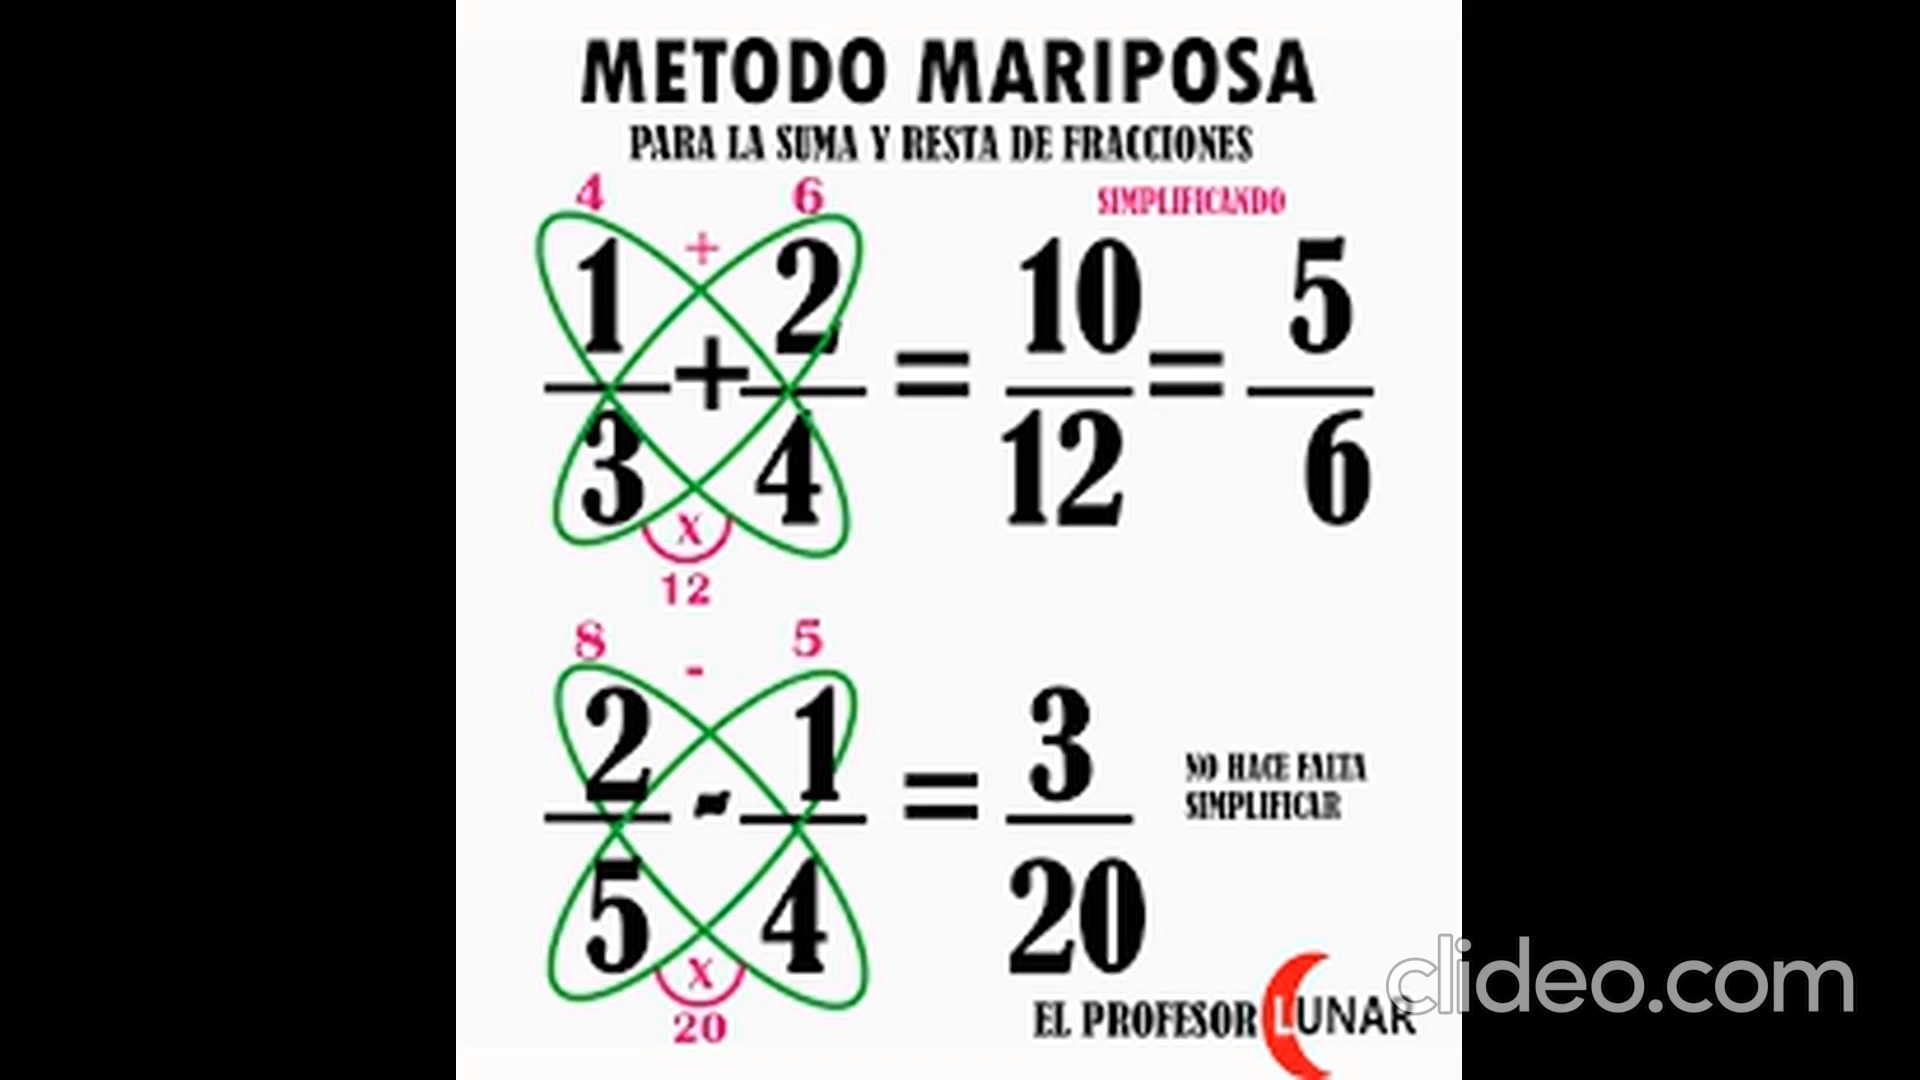 METODO MARIPOSA
PARA LA SUMA Y RESTA DE FRACCIONES
4 6 SIMPLIFICANDO
+
1 2 10 5
+ = =
3 4 12 6
X
12
8 - 5
2 1 3
- = NO HACE FALTA
SIMPLIFICAR
5 4 20
X
20
EL PROFESOR LUNAR
clideo.com